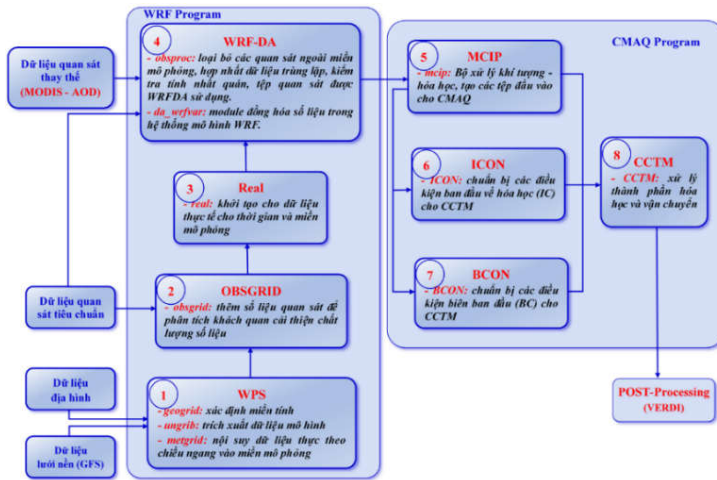 WRF Program
CMAQ Program
Dữ liệu quan sát
thay thế
(MODIS - AOD)
4
WRF-DA
- obsproc: loại bỏ các quan sát ngoài miền
mô phỏng, hợp nhất dữ liệu trùng lặp, kiểm
tra tính nhất quán, tệp quan sát được
WRFDA sử dụng.
- da_wrfvar: module đồng hóa số liệu trong
hệ thống mô hình WRF.
3
Real
- real: khởi tạo cho dữ liệu
thực tế cho thời gian và miền
mô phỏng
Dữ liệu quan
sát tiêu chuẩn
2
OBSGRID
- obsgrid: thêm số liệu quan sát để
phân tích khách quan cải thiện chất
lượng số liệu
Dữ liệu
địa hình
Dữ liệu
lưới nền (GFS)
1
WPS
- geogrid: xác định miền tính
- ungrib: trích xuất dữ liệu mô hình
- metgrid: nội suy dữ liệu thực theo
chiều ngang vào miền mô phỏng
5
MCIP
- mcip: Bộ xử lý khí tượng -
hóa học, tạo các tệp đầu vào
cho CMAQ
6
ICON
- ICON: chuẩn bị các điều
kiện ban đầu về hóa học (IC)
cho CCTM
7
BCON
- BCON: chuẩn bị các điều
kiện biên ban đầu (BC) cho
CCTM
8
CCTM
- CCTM: xử lý
thành phần hóa
học và vận chuyển
POST-Processing
(VERDI)